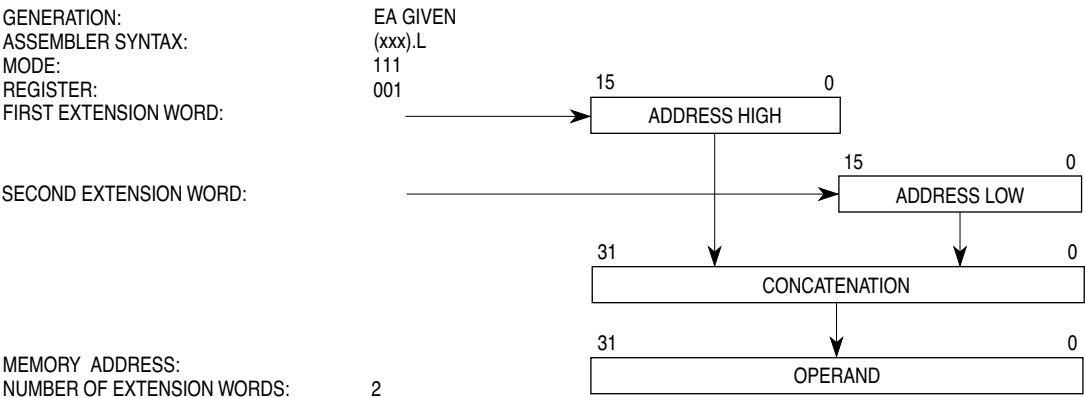 GENERATION: EA GIVEN
ASSEMBLER SYNTAX: (xxx).L
MODE: 111
REGISTER: 001
15 0
FIRST EXTENSION WORD: ADDRESS HIGH
15 0
SECOND EXTENSION WORD: ADDRESS LOW
31 0
CONCATENATION
31 0
MEMORY ADDRESS: OPERAND
NUMBER OF EXTENSION WORDS: 2